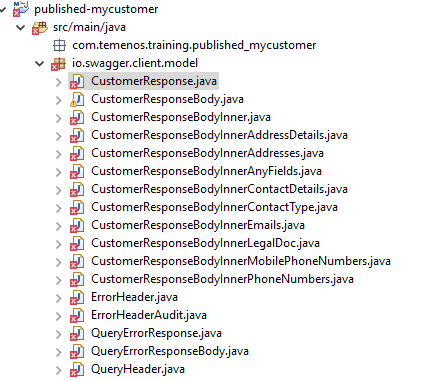 published-mycustomer
src/main/java
com.temenos.training.published_mycustomer
io.swagger.client.model
CustomerResponse.java
CustomerResponseBody.java
CustomerResponseBodyInner.java
CustomerResponseBodyInnerAddressDetails.java
CustomerResponseBodyInnerAddresses.java
CustomerResponseBodyInnerAnyFields.java
CustomerResponseBodyInnerContactDetails.java
CustomerResponseBodyInnerContactType.java
CustomerResponseBodyInnerEmails.java
CustomerResponseBodyInnerLegalDoc.java
CustomerResponseBodyInnerMobilePhoneNumbers.java
CustomerResponseBodyInnerPhoneNumbers.java
ErrorHeader.java
ErrorHeaderAudit.java
QueryErrorResponse.java
QueryErrorResponseBody.java
QueryHeader.java